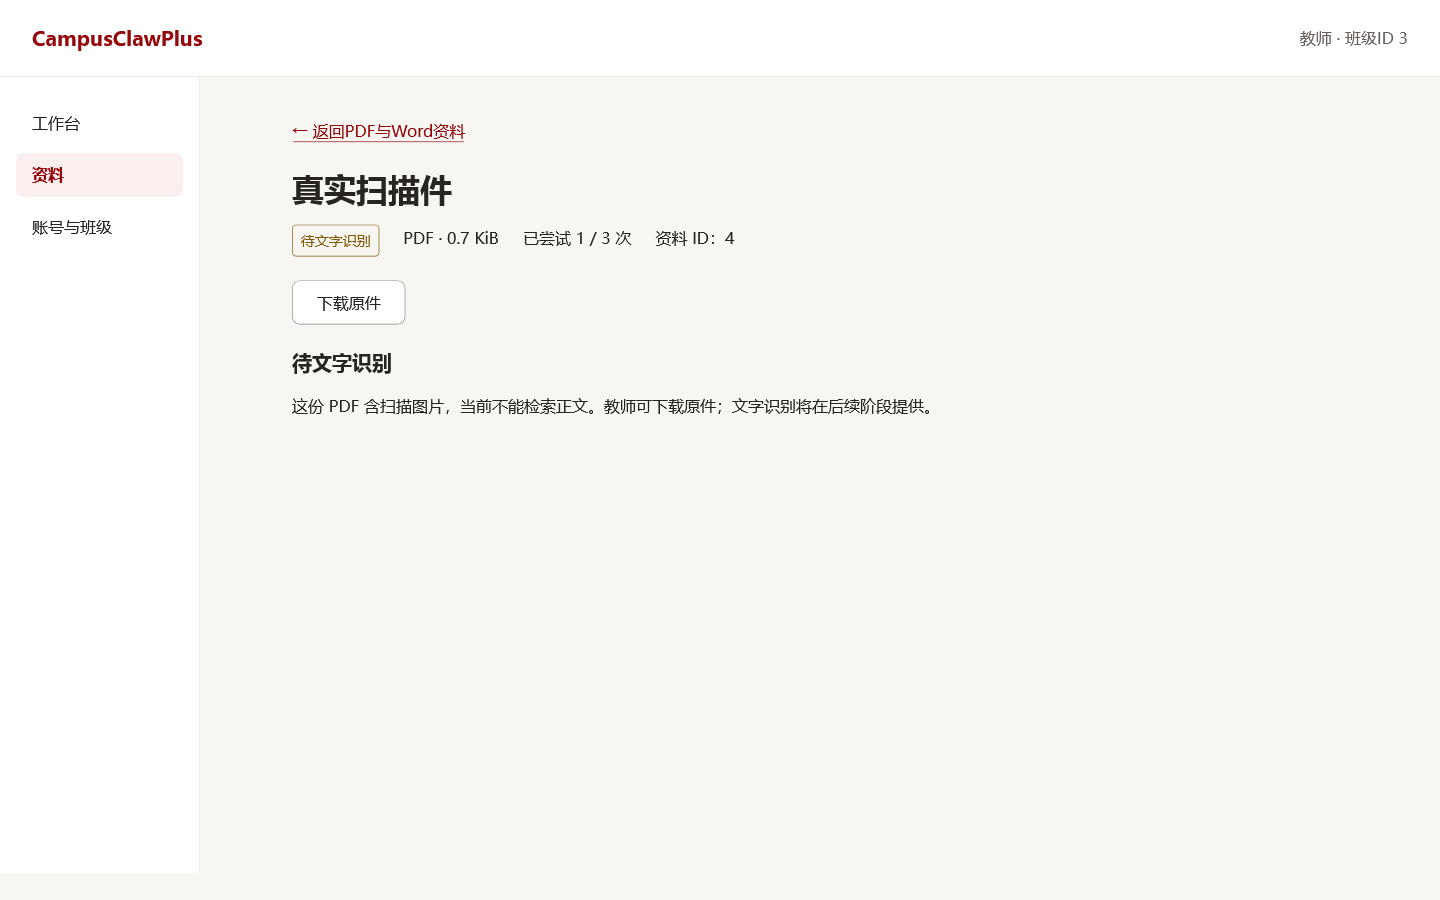 CampusClawPlus
教师 · 班级ID 3
工作台
资料
账号与班级
← 返回PDF与Word资料
真实扫描件
待文字识别 PDF · 0.7 KiB 已尝试 1 / 3 次 资料 ID：4
下载原件
待文字识别
这份 PDF 含扫描图片，当前不能检索正文。教师可下载原件；文字识别将在后续阶段提供。